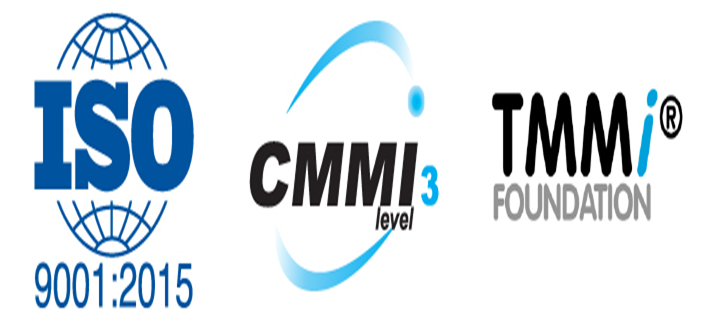 ISO
9001:2015
CMMI 3
level
TMMi®
FOUNDATION